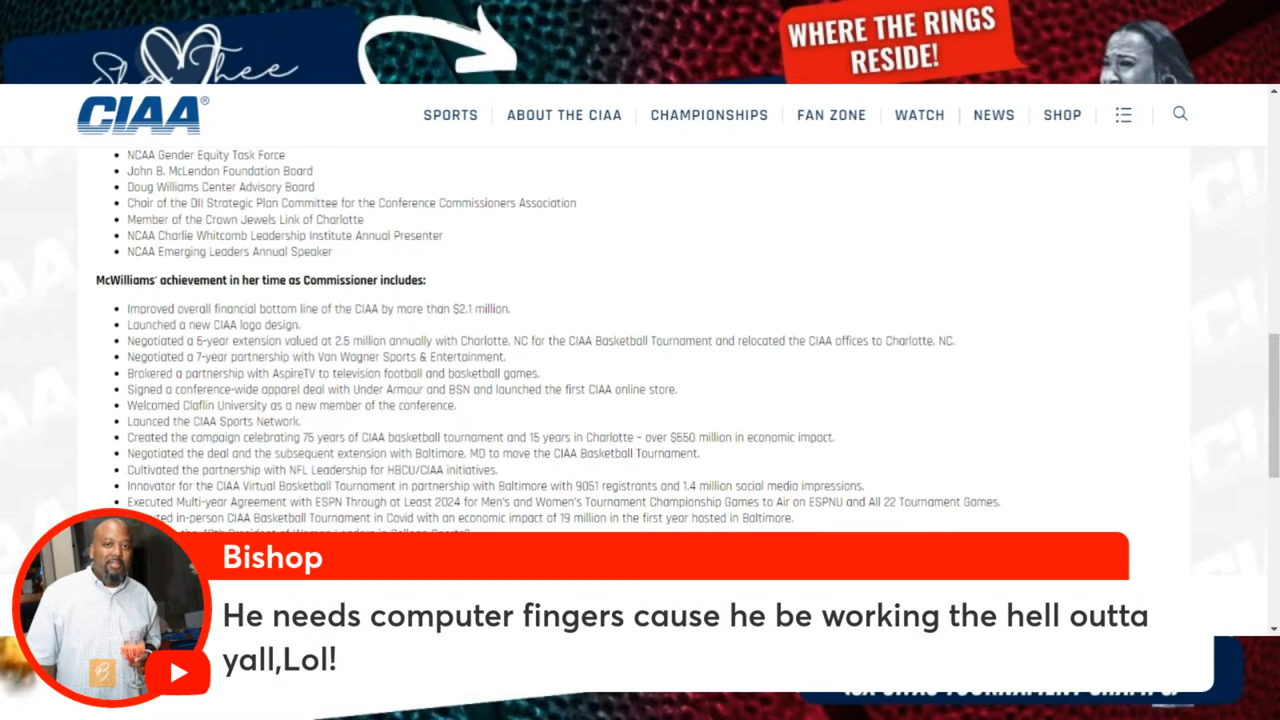 She Thee
WHERE THE RINGS
RESIDE!
CIAA®
SPORTS
ABOUT THE CIAA
CHAMPIONSHIPS
FAN ZONE
WATCH
NEWS
SHOP
NCAA Gender Equity Task Force
John B. McLendon Foundation Board
Doug Williams Center Advisory Board
Chair of the DII Strategic Plan Committee for the Conference Commissioners Association
Member of the Crown Jewels Link of Charlotte
NCAA Charlie Whitcomb Leadership Institute Annual Presenter
NCAA Emerging Leaders Annual Speaker
McWilliams' achievement in her time as Commissioner includes:
Improved overall financial bottom line of the CIAA by more than $2.1 million.
Launched a new CIAA logo design.
Negotiated a 6-year extension valued at 2.5 million annually with Charlotte, NC for the CIAA Basketball Tournament and relocated the CIAA offices to Charlotte, NC.
Negotiated a 7-year partnership with Van Wagner Sports & Entertainment.
Brokered a partnership with AspireTV to television football and basketball games.
Signed a conference-wide apparel deal with Under Armour and BSN and launched the first CIAA online store.
Welcomed Claflin University as a new member of the conference.
Launced the CIAA Sports Network.
Created the campaign celebrating 75 years of CIAA basketball tournament and 15 years in Charlotte - over $650 million in economic impact.
Negotiated the deal and the subsequent extension with Baltimore, MD to move the CIAA Basketball Tournament.
Cultivated the partnership with NFL Leadership for HBCU/CIAA initiatives.
Innovator for the CIAA Virtual Basketball Tournament in partnership with Baltimore with 9051 registrants and 1.4 million social media impressions.
Executed Multi-year Agreement with ESPN Through at Least 2024 for Men's and Women's Tournament Championship Games to Air on ESPNU and All 22 Tournament Games.
in-person CIAA Basketball Tournament in Covid with an economic impact of 19 million in the first year hosted in Baltimore.
Bishop
He needs computer fingers cause he be working the hell outta
yall,Lol!